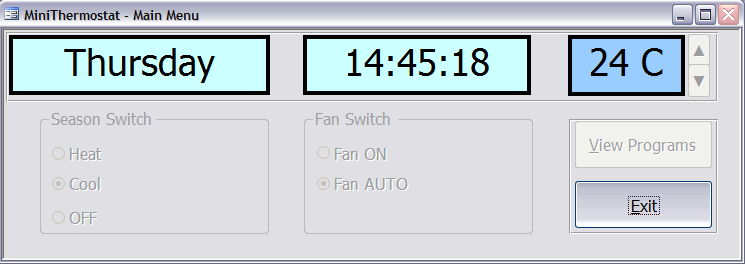 MiniThermostat - Main Menu
Thursday
14:45:18
24 C
Season Switch
Heat
Cool
OFF
Fan Switch
Fan ON
Fan AUTO
View Programs
Exit